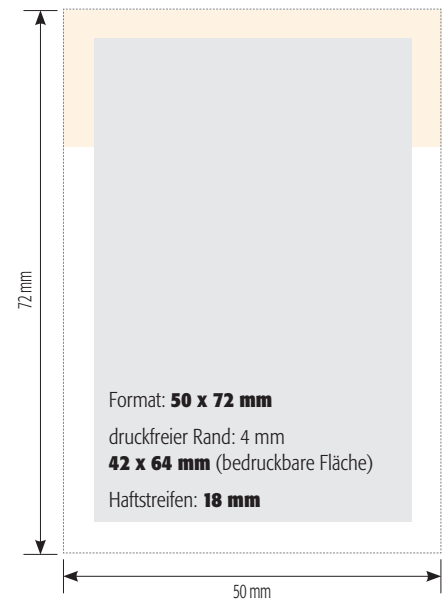 72 mm
Format: 50 x 72 mm
druckfreier Rand: 4 mm
42 x 64 mm (bedruckbare Fläche)
Haftstreifen: 18 mm
50 mm